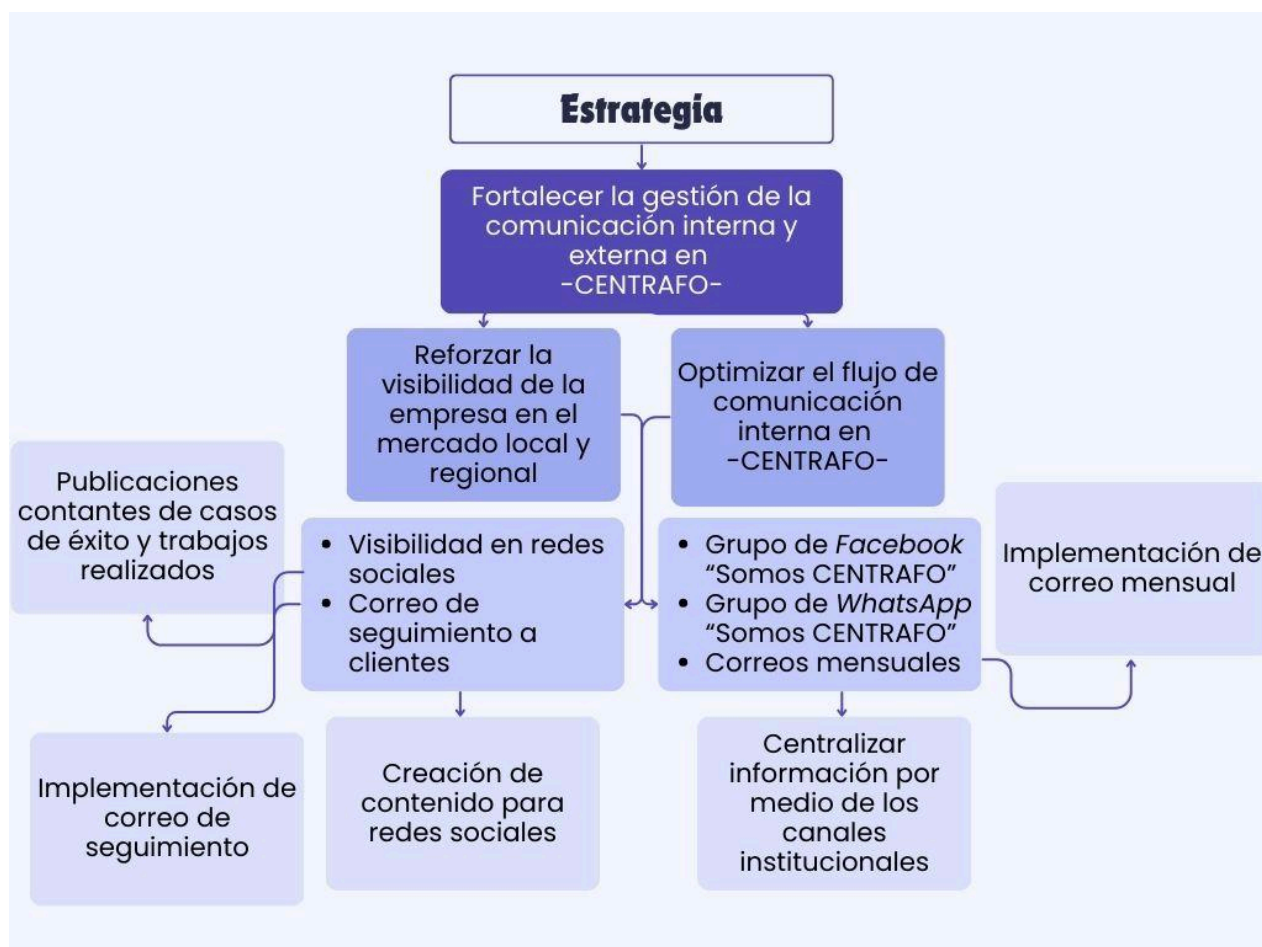 Estrategia
Fortalecer la gestión de la
comunicación interna y
externa en
-CENTRAFO-
Reforzar la
visibilidad de la
empresa en el
mercado local y
regional
Optimizar el flujo de
comunicación
interna en
-CENTRAFO-
Publicaciones
contantes de casos
de éxito y trabajos
realizados
• Visibilidad en redes
sociales
• Correo de
seguimiento a
clientes
• Grupo de Facebook
“Somos CENTRAFO”
• Grupo de WhatsApp
“Somos CENTRAFO”
• Correos mensuales
Implementación de
correo mensual
Implementación de
correo de
seguimiento
Creación de
contenido para
redes sociales
Centralizar
información por
medio de los
canales
institucionales